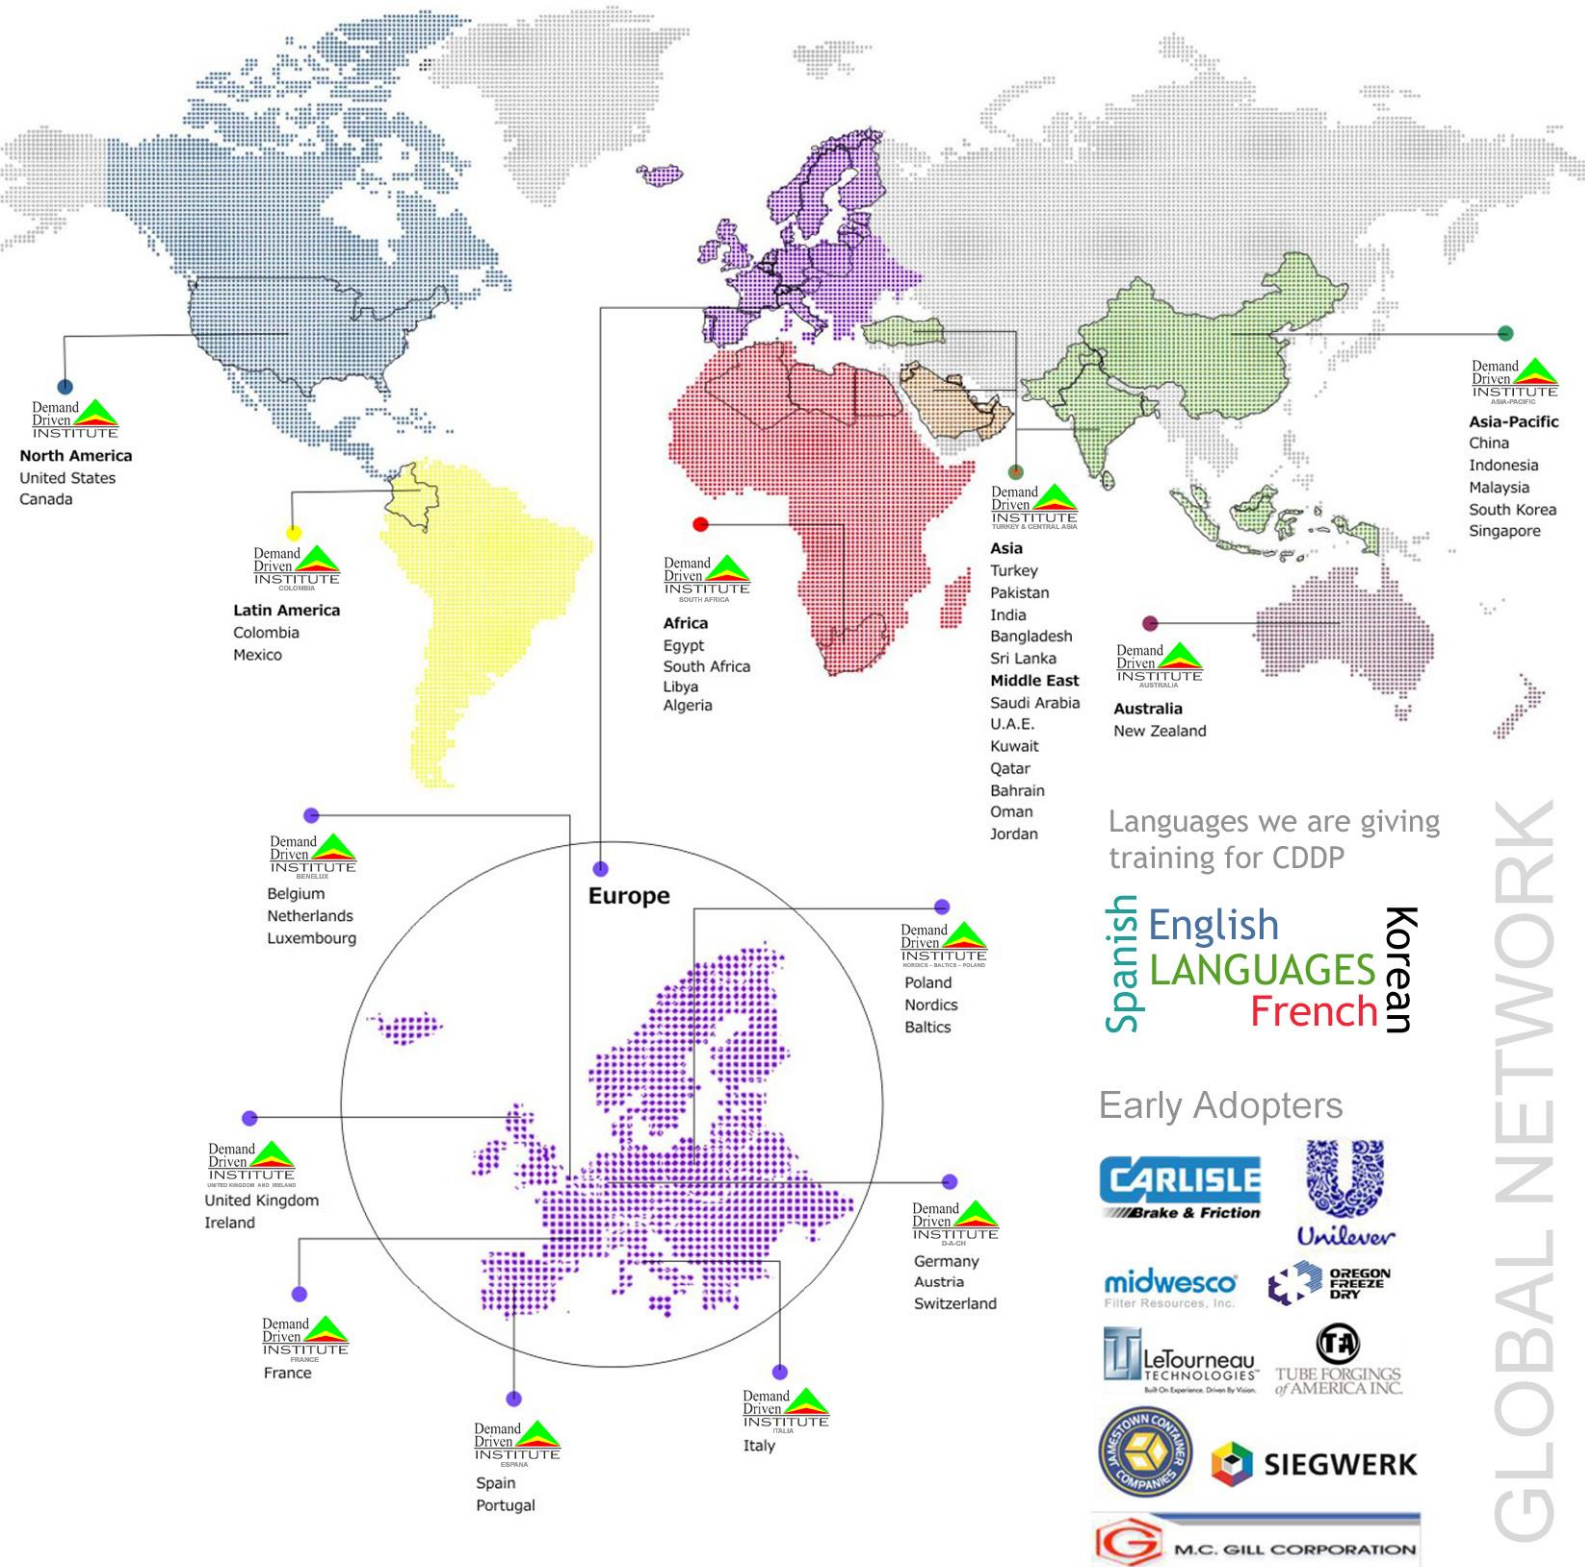 Demand
Driven
INSTITUTE
North America
United States
Canada
Demand
Driven
INSTITUTE
COLOMBIA
Latin America
Colombia
Mexico
Demand
Driven
INSTITUTE
SOUTH AFRICA
Africa
Egypt
South Africa
Libya
Algeria
Demand
Driven
INSTITUTE
TURKEY & CENTRAL ASIA
Asia
Turkey
Pakistan
India
Bangladesh
Sri Lanka
Middle East
Saudi Arabia
U.A.E.
Kuwait
Qatar
Bahrain
Oman
Jordan
Demand
Driven
INSTITUTE
ASIA-PACIFIC
Asia-Pacific
China
Indonesia
Malaysia
South Korea
Singapore
Demand
Driven
INSTITUTE
AUSTRALIA
Australia
New Zealand
Europe
Demand
Driven
INSTITUTE
BENELUX
Belgium
Netherlands
Luxembourg
Demand
Driven
INSTITUTE
NORDICS - BALTICS - POLAND
Poland
Nordics
Baltics
Demand
Driven
INSTITUTE
UNITED KINGDOM AND IRELAND
United Kingdom
Ireland
Demand
Driven
INSTITUTE
D-A-CH
Germany
Austria
Switzerland
Demand
Driven
INSTITUTE
FRANCE
France
Demand
Driven
INSTITUTE
ITALIA
Italy
Demand
Driven
INSTITUTE
ESPANA
Spain
Portugal
Languages we are giving
training for CDDP
Spanish
English
LANGUAGES
French
Korean
Early Adopters
CARLISLE
Brake & Friction
Unilever
midwesco
Filter Resources, Inc.
OREGON
FREEZE
DRY
LeTourneau
TECHNOLOGIES™
Built On Experience. Driven By Vision.
TFA
TUBE FORGINGS
of AMERICA INC.
JAMESTOWN CONTAINER
COMPANIES
SIEGWERK
G
M.C. GILL CORPORATION
GLOBAL NETWORK